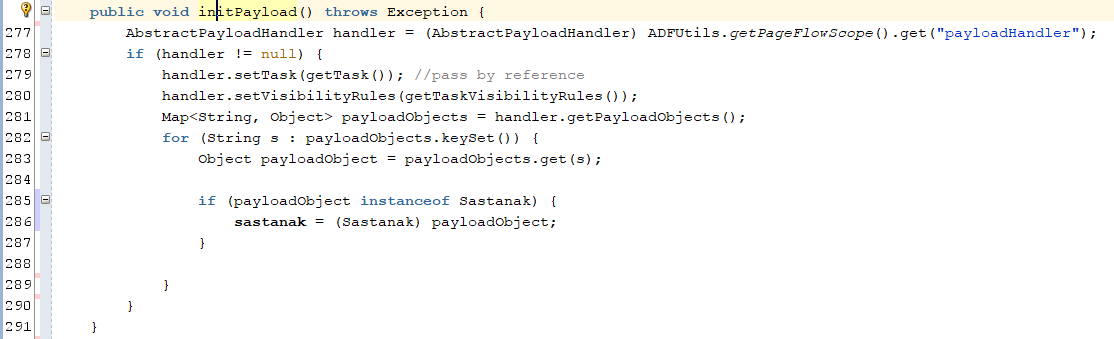 public void initPayload() throws Exception {
277 AbstractPayloadHandler handler = (AbstractPayloadHandler) ADFUtils.getPageFlowScope().get("payloadHandler");
278 if (handler != null) {
279 handler.setTask(getTask()); //pass by reference
280 handler.setVisibilityRules(getTaskVisibilityRules());
281 Map<String, Object> payloadObjects = handler.getPayloadObjects();
282 for (String s : payloadObjects.keySet()) {
283 Object payloadObject = payloadObjects.get(s);
284
285 if (payloadObject instanceof Sastanak) {
286 sastanak = (Sastanak) payloadObject;
287 }
288
289 }
290 }
291 }